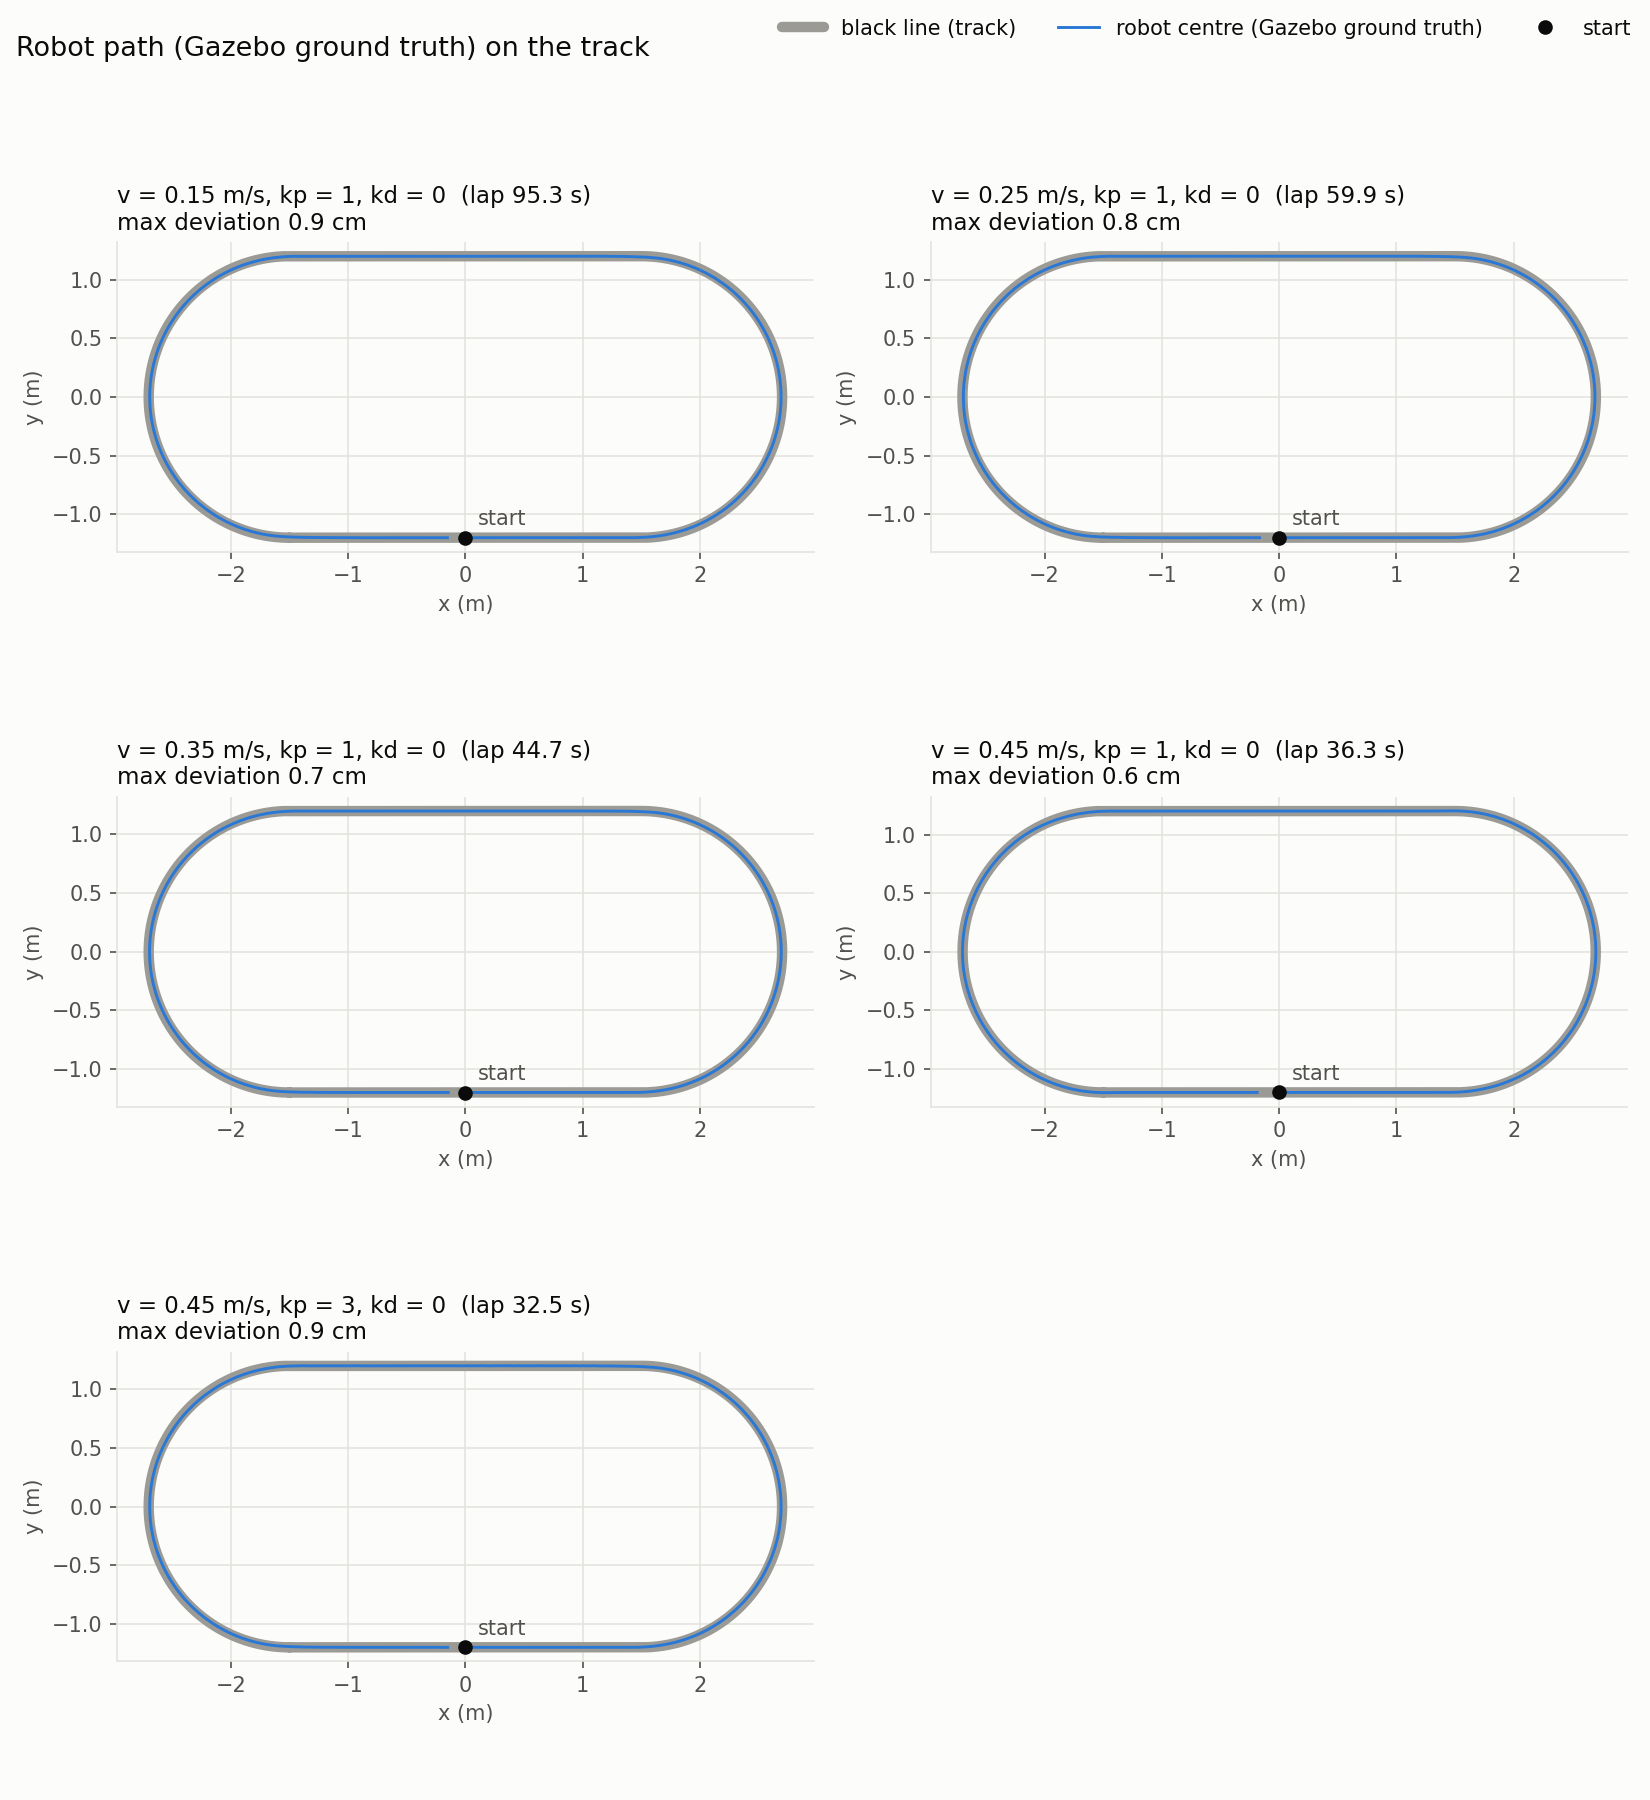 Robot path (Gazebo ground truth) on the track
black line (track)
robot centre (Gazebo ground truth)
start
v = 0.15 m/s, kp = 1, kd = 0  (lap 95.3 s)
max deviation 0.9 cm
1.0
0.5
0.0
−0.5
−1.0
y (m)
start
−2 −1 0 1 2
x (m)
v = 0.25 m/s, kp = 1, kd = 0  (lap 59.9 s)
max deviation 0.8 cm
1.0
0.5
0.0
−0.5
−1.0
y (m)
start
−2 −1 0 1 2
x (m)
v = 0.35 m/s, kp = 1, kd = 0  (lap 44.7 s)
max deviation 0.7 cm
1.0
0.5
0.0
−0.5
−1.0
y (m)
start
−2 −1 0 1 2
x (m)
v = 0.45 m/s, kp = 1, kd = 0  (lap 36.3 s)
max deviation 0.6 cm
1.0
0.5
0.0
−0.5
−1.0
y (m)
start
−2 −1 0 1 2
x (m)
v = 0.45 m/s, kp = 3, kd = 0  (lap 32.5 s)
max deviation 0.9 cm
1.0
0.5
0.0
−0.5
−1.0
y (m)
start
−2 −1 0 1 2
x (m)